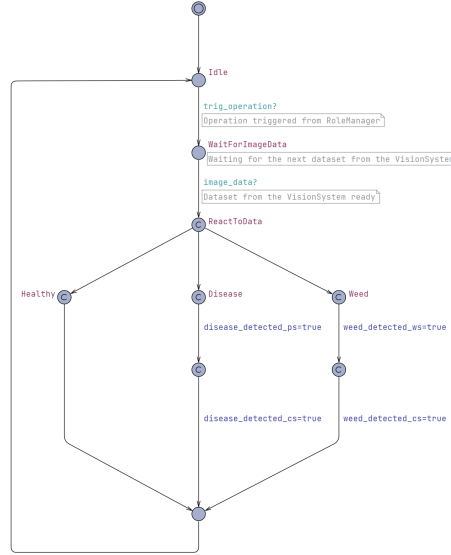 Idle
trig_operation?
Operation triggered from RoleManager
WaitForImageData
Waiting for the next dataset from the VisionSystem
image_data?
Dataset from the VisionSystem ready
ReactToData
C
Healthy C C Disease C Weed
disease_detected_ps=true weed_detected_ws=true
C C
disease_detected_cs=true weed_detected_cs=true